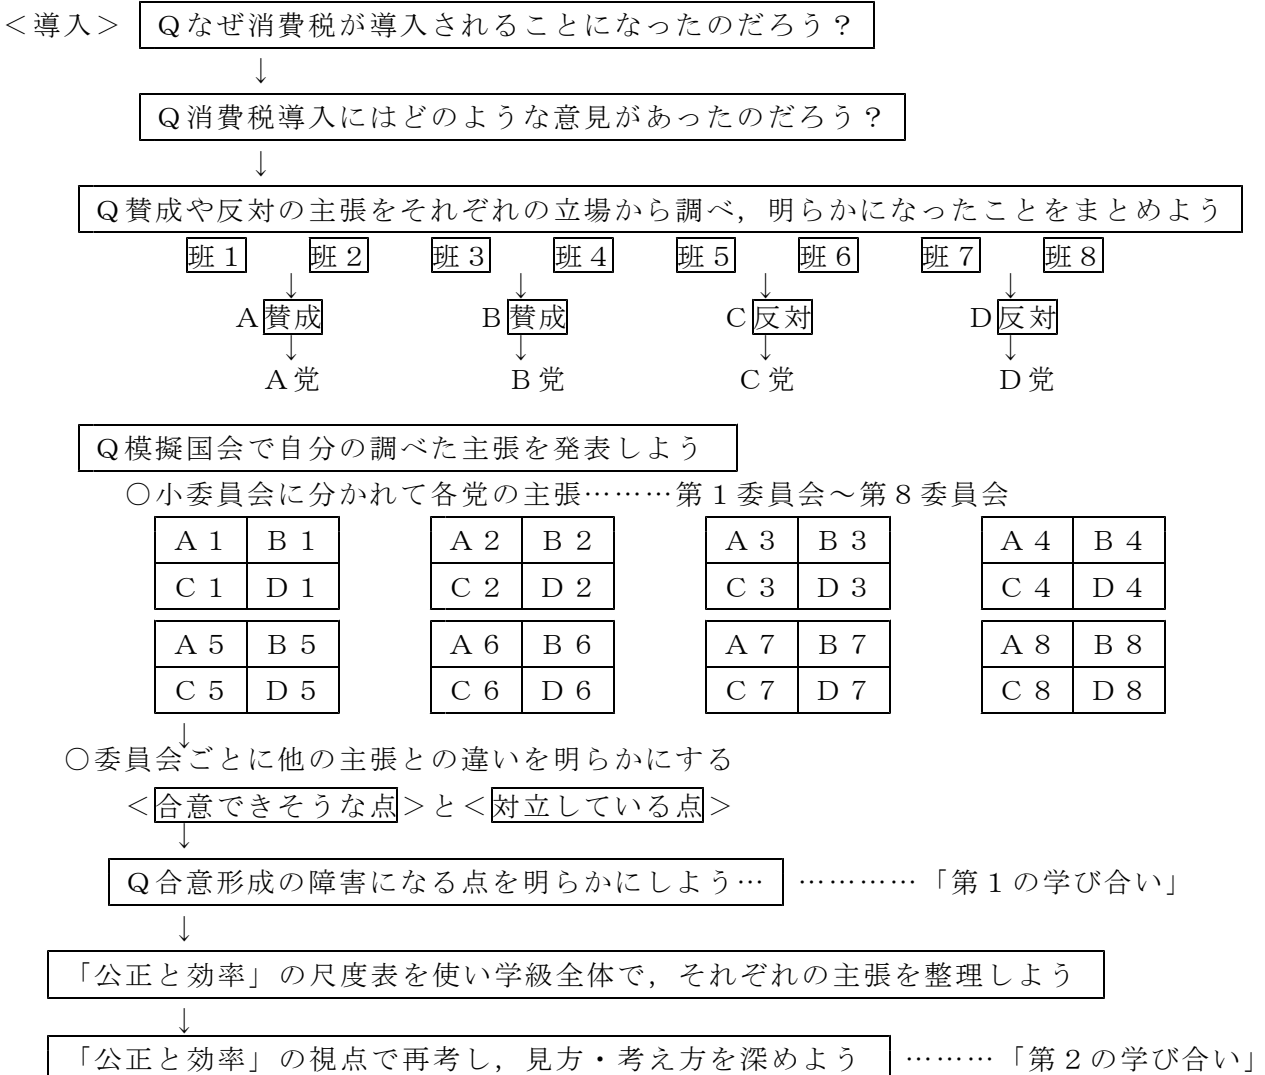 ＜導入＞ Ｑなぜ消費税が導入されることになったのだろう？
↓
Ｑ消費税導入にはどのような意見があったのだろう？
↓
Ｑ賛成や反対の主張をそれぞれの立場から調べ，明らかになったことをまとめよう
班１ 班２ 班３ 班４ 班５ 班６ 班７ 班８
↓ ↓ ↓ ↓
Ａ賛成 Ｂ賛成 Ｃ反対 Ｄ反対
↓ ↓ ↓ ↓
Ａ党 Ｂ党 Ｃ党 Ｄ党
Ｑ模擬国会で自分の調べた主張を発表しよう
○小委員会に分かれて各党の主張………第１委員会～第８委員会
Ａ１ Ｂ１ Ａ２ Ｂ２ Ａ３ Ｂ３ Ａ４ Ｂ４
Ｃ１ Ｄ１ Ｃ２ Ｄ２ Ｃ３ Ｄ３ Ｃ４ Ｄ４
Ａ５ Ｂ５ Ａ６ Ｂ６ Ａ７ Ｂ７ Ａ８ Ｂ８
Ｃ５ Ｄ５ Ｃ６ Ｄ６ Ｃ７ Ｄ７ Ｃ８ Ｄ８
↓
○委員会ごとに他の主張との違いを明らかにする
＜合意できそうな点＞と＜対立している点＞
↓
Ｑ合意形成の障害になる点を明らかにしよう… …………「第１の学び合い」
↓
「公正と効率」の尺度表を使い学級全体で，それぞれの主張を整理しよう
↓
「公正と効率」の視点で再考し，見方・考え方を深めよう ………「第２の学び合い」